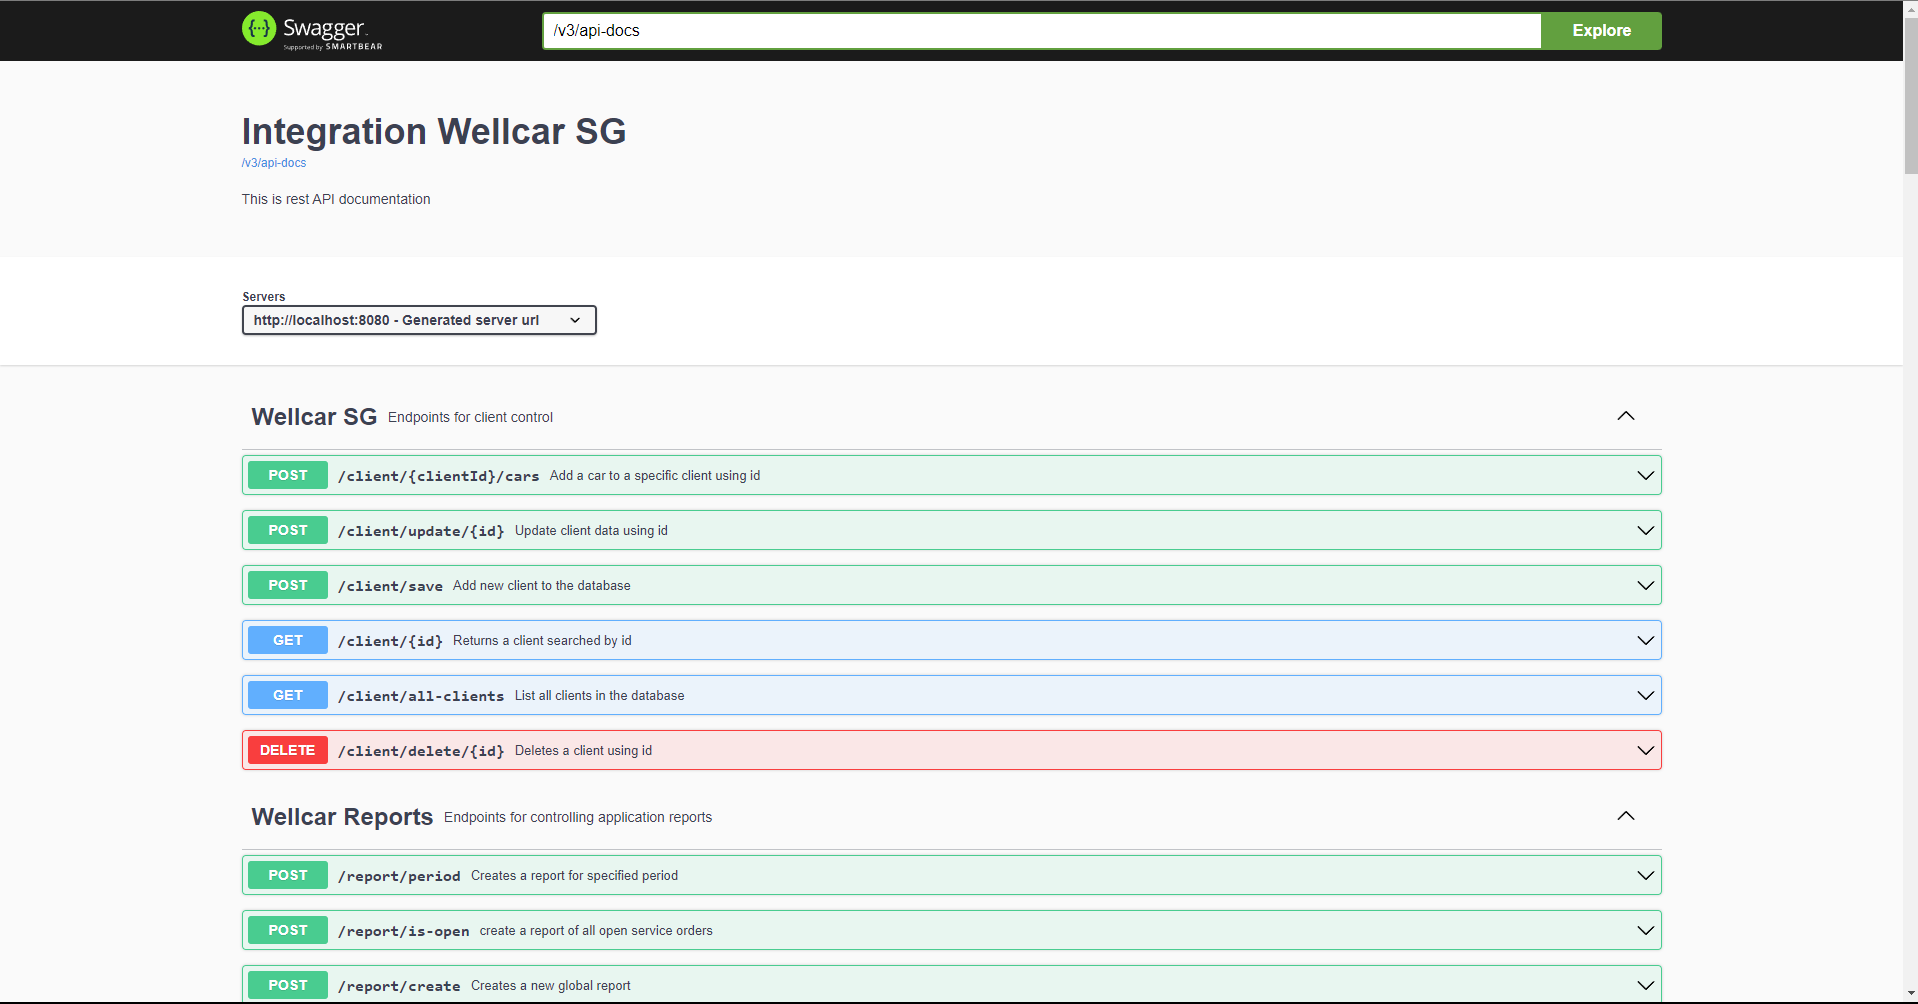 Swagger
Supported by SMARTBEAR
/v3/api-docs
Explore
Integration Wellcar SG
/v3/api-docs
This is rest API documentation
Servers
http://localhost:8080 - Generated server url
Wellcar SG Endpoints for client control
POST /client/{clientId}/cars Add a car to a specific client using id
POST /client/update/{id} Update client data using id
POST /client/save Add new client to the database
GET /client/{id} Returns a client searched by id
GET /client/all-clients List all clients in the database
DELETE /client/delete/{id} Deletes a client using id
Wellcar Reports Endpoints for controlling application reports
POST /report/period Creates a report for specified period
POST /report/is-open create a report of all open service orders
POST /report/create Creates a new global report